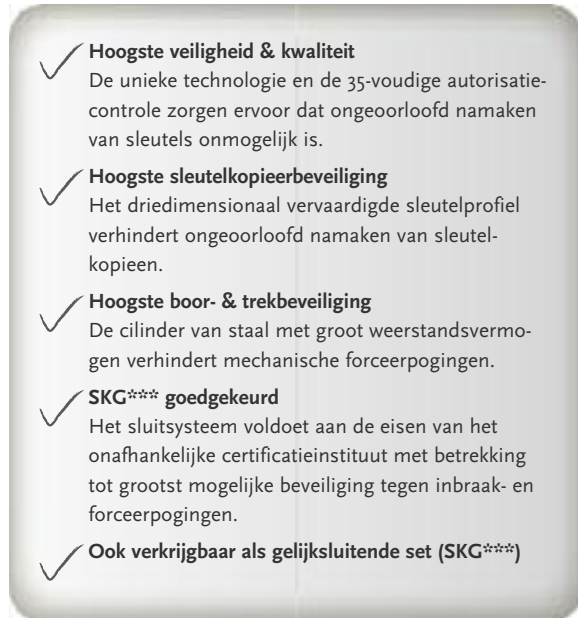 Hoogste veiligheid & kwaliteit
De unieke technologie en de 35-voudige autorisatie-
controle zorgen ervoor dat ongeoorloofd namaken
van sleutels onmogelijk is.
Hoogste sleutelkopieerbeveiliging
Het driedimensionaal vervaardigde sleutelprofiel
verhindert ongeoorloofd namaken van sleutel-
kopieen.
Hoogste boor- & trekbeveiliging
De cilinder van staal met groot weerstandsvermo-
gen verhindert mechanische forceerpogingen.
SKG*** goedgekeurd
Het sluitsysteem voldoet aan de eisen van het
onafhankelijke certificatieinstituut met betrekking
tot grootst mogelijke beveiliging tegen inbraak- en
forceerpogingen.
Ook verkrijgbaar als gelijksluitende set (SKG***)